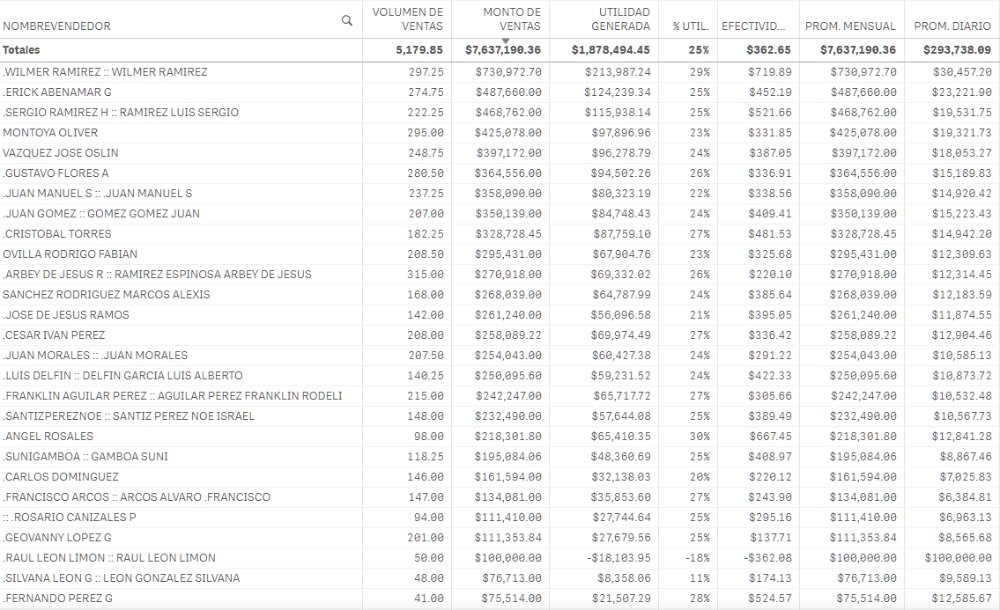 NOMBREVENDEDOR VOLUMEN DE VENTAS MONTO DE VENTAS UTILIDAD GENERADA % UTIL. EFECTIVID... PROM. MENSUAL PROM. DIARIO
Totales 5,179.85 $7,637,190.36 $1,878,494.45 25% $362.65 $7,637,190.36 $293,738.09
.WILMER RAMIREZ :: WILMER RAMIREZ 297.25 $730,972.70 $213,987.24 29% $719.89 $730,972.70 $30,457.20
.ERICK ABENAMAR G 274.75 $487,660.00 $124,239.34 25% $452.19 $487,660.00 $23,221.90
.SERGIO RAMIREZ H :: RAMIREZ LUIS SERGIO 222.25 $468,762.00 $115,938.14 25% $521.66 $468,762.00 $19,531.75
MONTOYA OLIVER 295.00 $425,078.00 $97,896.96 23% $331.85 $425,078.00 $19,321.73
VAZQUEZ JOSE OSLIN 248.75 $397,172.00 $96,278.79 24% $387.05 $397,172.00 $18,053.27
.GUSTAVO FLORES A 280.50 $364,556.00 $94,502.26 26% $336.91 $364,556.00 $15,189.83
.JUAN MANUEL S :: .JUAN MANUEL S 237.25 $358,090.00 $80,323.19 22% $338.56 $358,090.00 $14,920.42
.JUAN GOMEZ :: GOMEZ GOMEZ JUAN 207.00 $350,139.00 $84,748.43 24% $409.41 $350,139.00 $15,223.43
.CRISTOBAL TORRES 182.25 $328,728.45 $87,759.10 27% $481.53 $328,728.45 $14,942.20
OVILLA RODRIGO FABIAN 208.50 $295,431.00 $67,904.76 23% $325.68 $295,431.00 $12,309.63
.ARBEY DE JESUS R :: RAMIREZ ESPINOSA ARBEY DE JESUS 315.00 $270,918.00 $69,332.02 26% $220.10 $270,918.00 $12,314.45
SANCHEZ RODRIGUEZ MARCOS ALEXIS 168.00 $268,039.00 $64,787.99 24% $385.64 $268,039.00 $12,183.59
.JOSE DE JESUS RAMOS 142.00 $261,240.00 $56,096.58 21% $395.05 $261,240.00 $11,874.55
.CESAR IVAN PEREZ 208.00 $258,089.22 $69,974.49 27% $336.42 $258,089.22 $12,904.46
.JUAN MORALES :: .JUAN MORALES 207.50 $254,043.00 $60,427.38 24% $291.22 $254,043.00 $10,585.13
.LUIS DELFIN :: DELFIN GARCIA LUIS ALBERTO 140.25 $250,095.60 $59,231.52 24% $422.33 $250,095.60 $10,873.72
.FRANKLIN AGUILAR PEREZ :: AGUILAR PEREZ FRANKLIN RODELI 215.00 $242,247.00 $65,717.72 27% $305.66 $242,247.00 $10,532.48
.SANTIZPEREZNOE :: SANTIZ PEREZ NOE ISRAEL 148.00 $232,490.00 $57,644.08 25% $389.49 $232,490.00 $10,567.73
.ANGEL ROSALES 98.00 $218,301.80 $65,410.35 30% $667.45 $218,301.80 $12,841.28
.SUNIGAMBOA :: GAMBOA SUNI 118.25 $195,084.06 $48,360.69 25% $408.97 $195,084.06 $8,867.46
.CARLOS DOMINGUEZ 146.00 $161,594.00 $32,138.03 20% $220.12 $161,594.00 $7,025.83
.FRANCISCO ARCOS :: ARCOS ALVARO .FRANCISCO 147.00 $134,081.00 $35,853.60 27% $243.90 $134,081.00 $6,384.81
:: .ROSARIO CANIZALES P 94.00 $111,410.00 $27,744.64 25% $295.16 $111,410.00 $6,963.13
.GEOVANNY LOPEZ G 201.00 $111,353.84 $27,679.56 25% $137.71 $111,353.84 $8,565.68
.RAUL LEON LIMON :: RAUL LEON LIMON 50.00 $100,000.00 -$18,103.95 -18% -$362.08 $100,000.00 $100,000.00
.SILVANA LEON G :: LEON GONZALEZ SILVANA 48.00 $76,713.00 $8,358.06 11% $174.13 $76,713.00 $9,589.13
.FERNANDO PEREZ G 41.00 $75,514.00 $21,507.29 28% $524.57 $75,514.00 $12,585.67